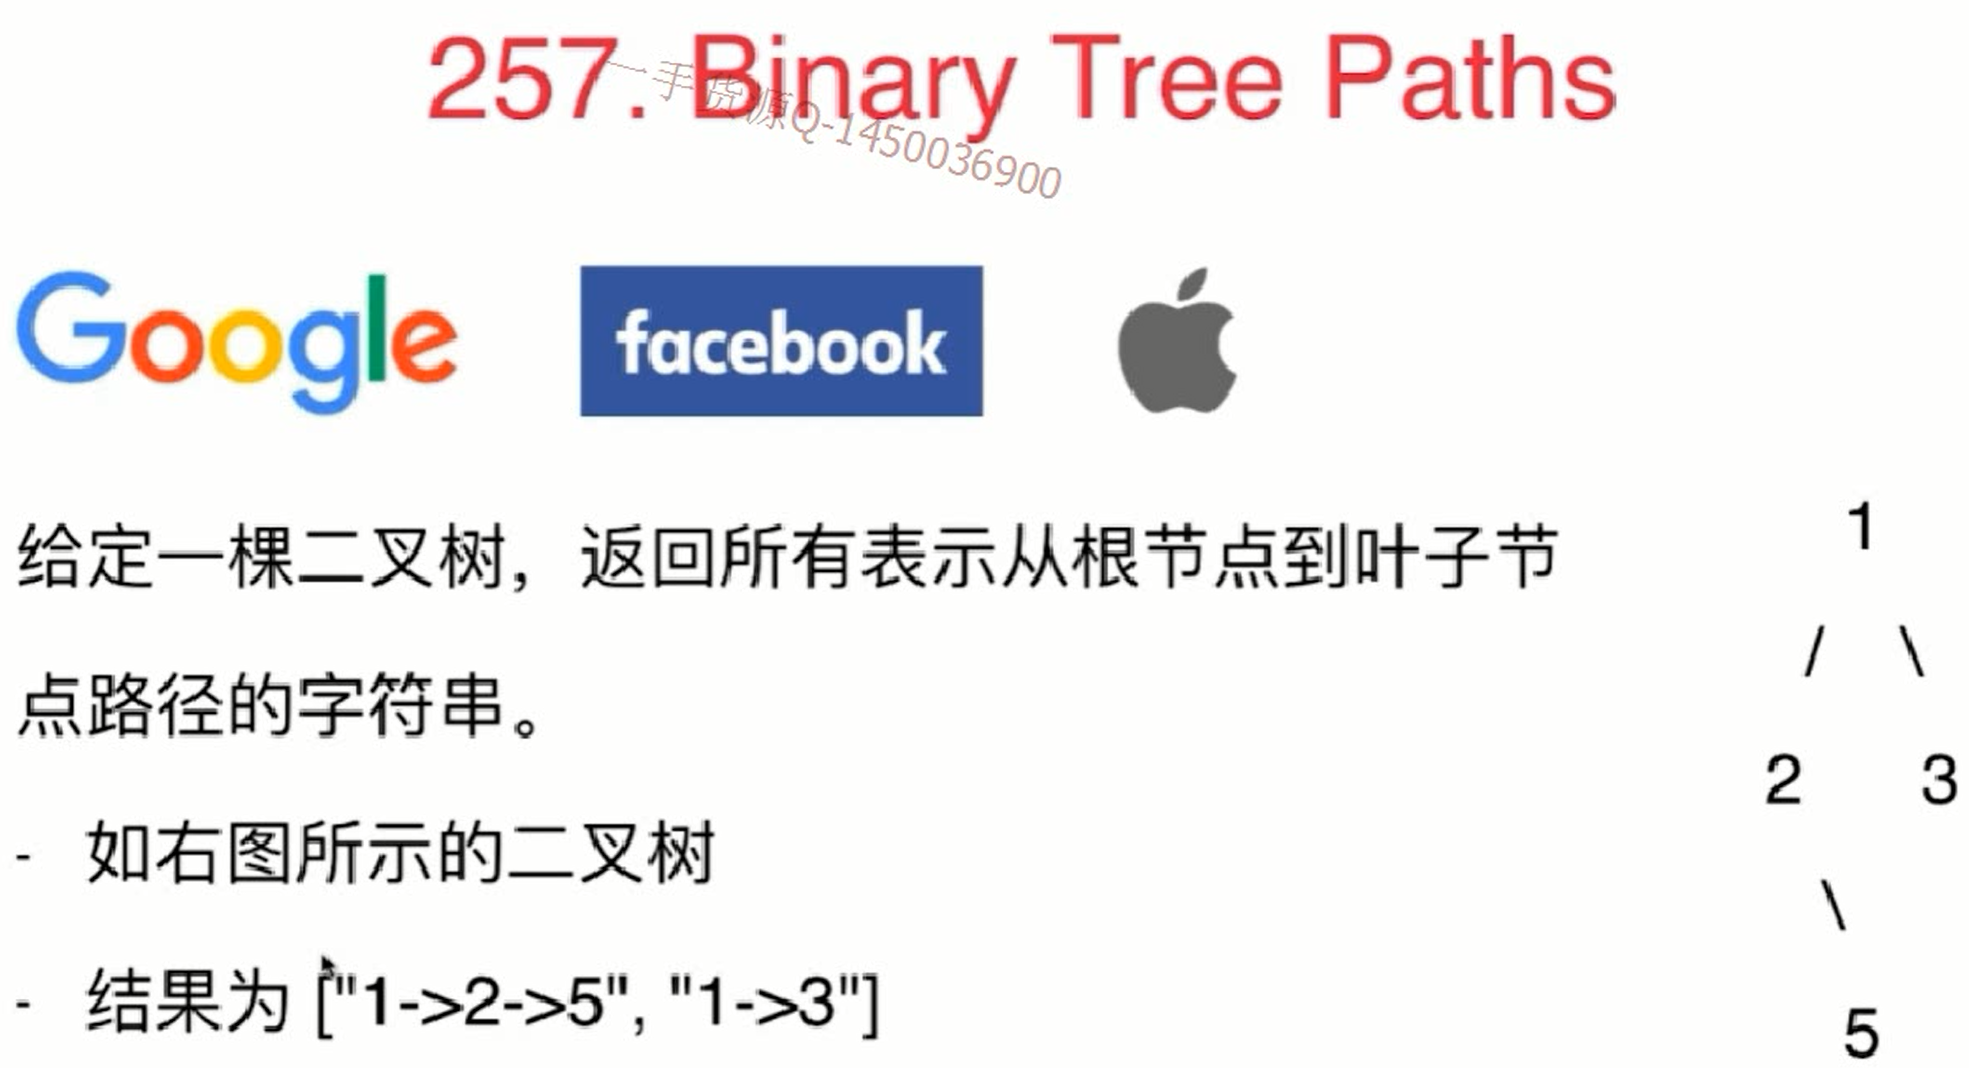 257. Binary Tree Paths
一手货源Q-1450036900
Google
facebook
给定一棵二叉树，返回所有表示从根节点到叶子节
点路径的字符串。
- 如右图所示的二叉树
- 结果为 ["1->2->5", "1->3"]
1
/ \
2 3
\
5